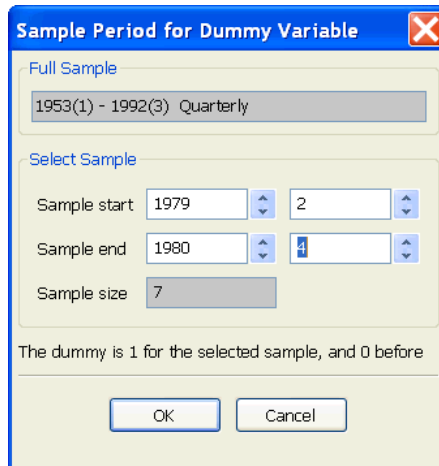 Sample Period for Dummy Variable
Full Sample
1953(1) - 1992(3) Quarterly
Select Sample
Sample start 1979 2
Sample end 1980 4
Sample size 7
The dummy is 1 for the selected sample, and 0 before
OK Cancel